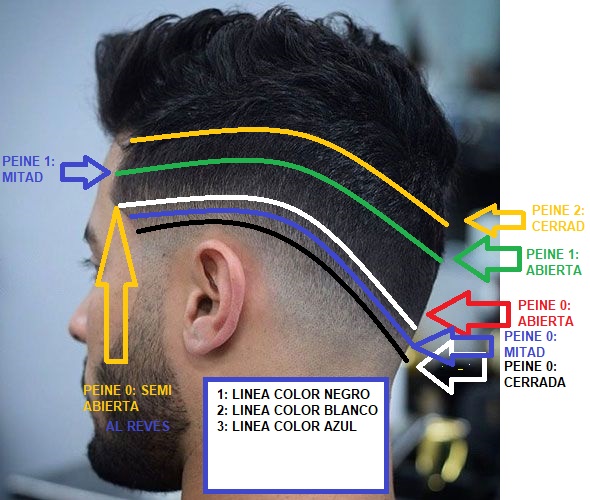 PEINE 1:
MITAD
PEINE 2:
CERRAD
PEINE 1:
ABIERTA
PEINE 0:
ABIERTA
PEINE 0:
MITAD
PEINE 0:
CERRADA
PEINE 0: SEMI
ABIERTA
AL REVES
1: LINEA COLOR NEGRO
2: LINEA COLOR BLANCO
3: LINEA COLOR AZUL